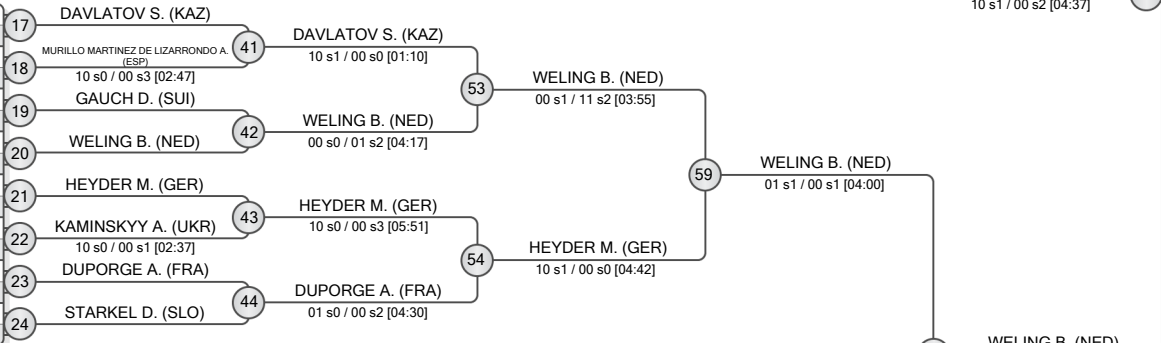 10 s1 / 00 s2 [04:37]
17
DAVLATOV S. (KAZ)
41
DAVLATOV S. (KAZ)
10 s1 / 00 s0 [01:10]
18
MURILLO MARTINEZ DE LIZARRONDO A.
(ESP)
10 s0 / 00 s3 [02:47]
53
WELING B. (NED)
00 s1 / 11 s2 [03:55]
19
GAUCH D. (SUI)
42
WELING B. (NED)
00 s0 / 01 s2 [04:17]
20
WELING B. (NED)
59
WELING B. (NED)
01 s1 / 00 s1 [04:00]
21
HEYDER M. (GER)
43
HEYDER M. (GER)
10 s0 / 00 s3 [05:51]
22
KAMINSKYY A. (UKR)
10 s0 / 00 s1 [02:37]
54
HEYDER M. (GER)
10 s1 / 00 s0 [04:42]
23
DUPORGE A. (FRA)
44
DUPORGE A. (FRA)
01 s0 / 00 s2 [04:30]
24
STARKEL D. (SLO)
WELING B. (NED)